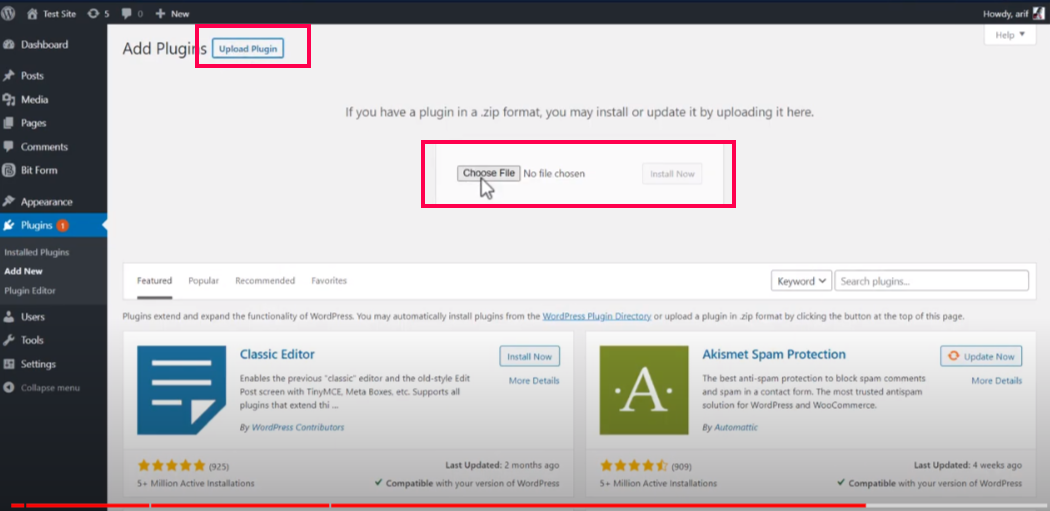 Test Site 5 0 + New Howdy, arif
Dashboard
Posts
Media
Pages
Comments
Bit Form
Appearance
Plugins 1
Installed Plugins
Add New
Plugin Editor
Users
Tools
Settings
Collapse menu
Add Plugins Upload Plugin
Help
If you have a plugin in a .zip format, you may install or update it by uploading it here.
Choose File No file chosen Install Now
Featured Popular Recommended Favorites Keyword Search plugins...
Plugins extend and expand the functionality of WordPress. You may automatically install plugins from the WordPress Plugin Directory or upload a plugin in .zip format by clicking the button at the top of this page.
Classic Editor
Install Now
More Details
Enables the previous "classic" editor and the old-style Edit
Post screen with TinyMCE, Meta Boxes, etc. Supports all
plugins that extend thi ...
By WordPress Contributors
(925)
5+ Million Active Installations
Last Updated: 2 months ago
Compatible with your version of WordPress
·A·
Akismet Spam Protection
Update Now
More Details
The best anti-spam protection to block spam comments
and spam in a contact form. The most trusted antispam
solution for WordPress and WooCommerce.
By Automattic
(909)
5+ Million Active Installations
Last Updated: 4 weeks ago
Compatible with your version of WordPress